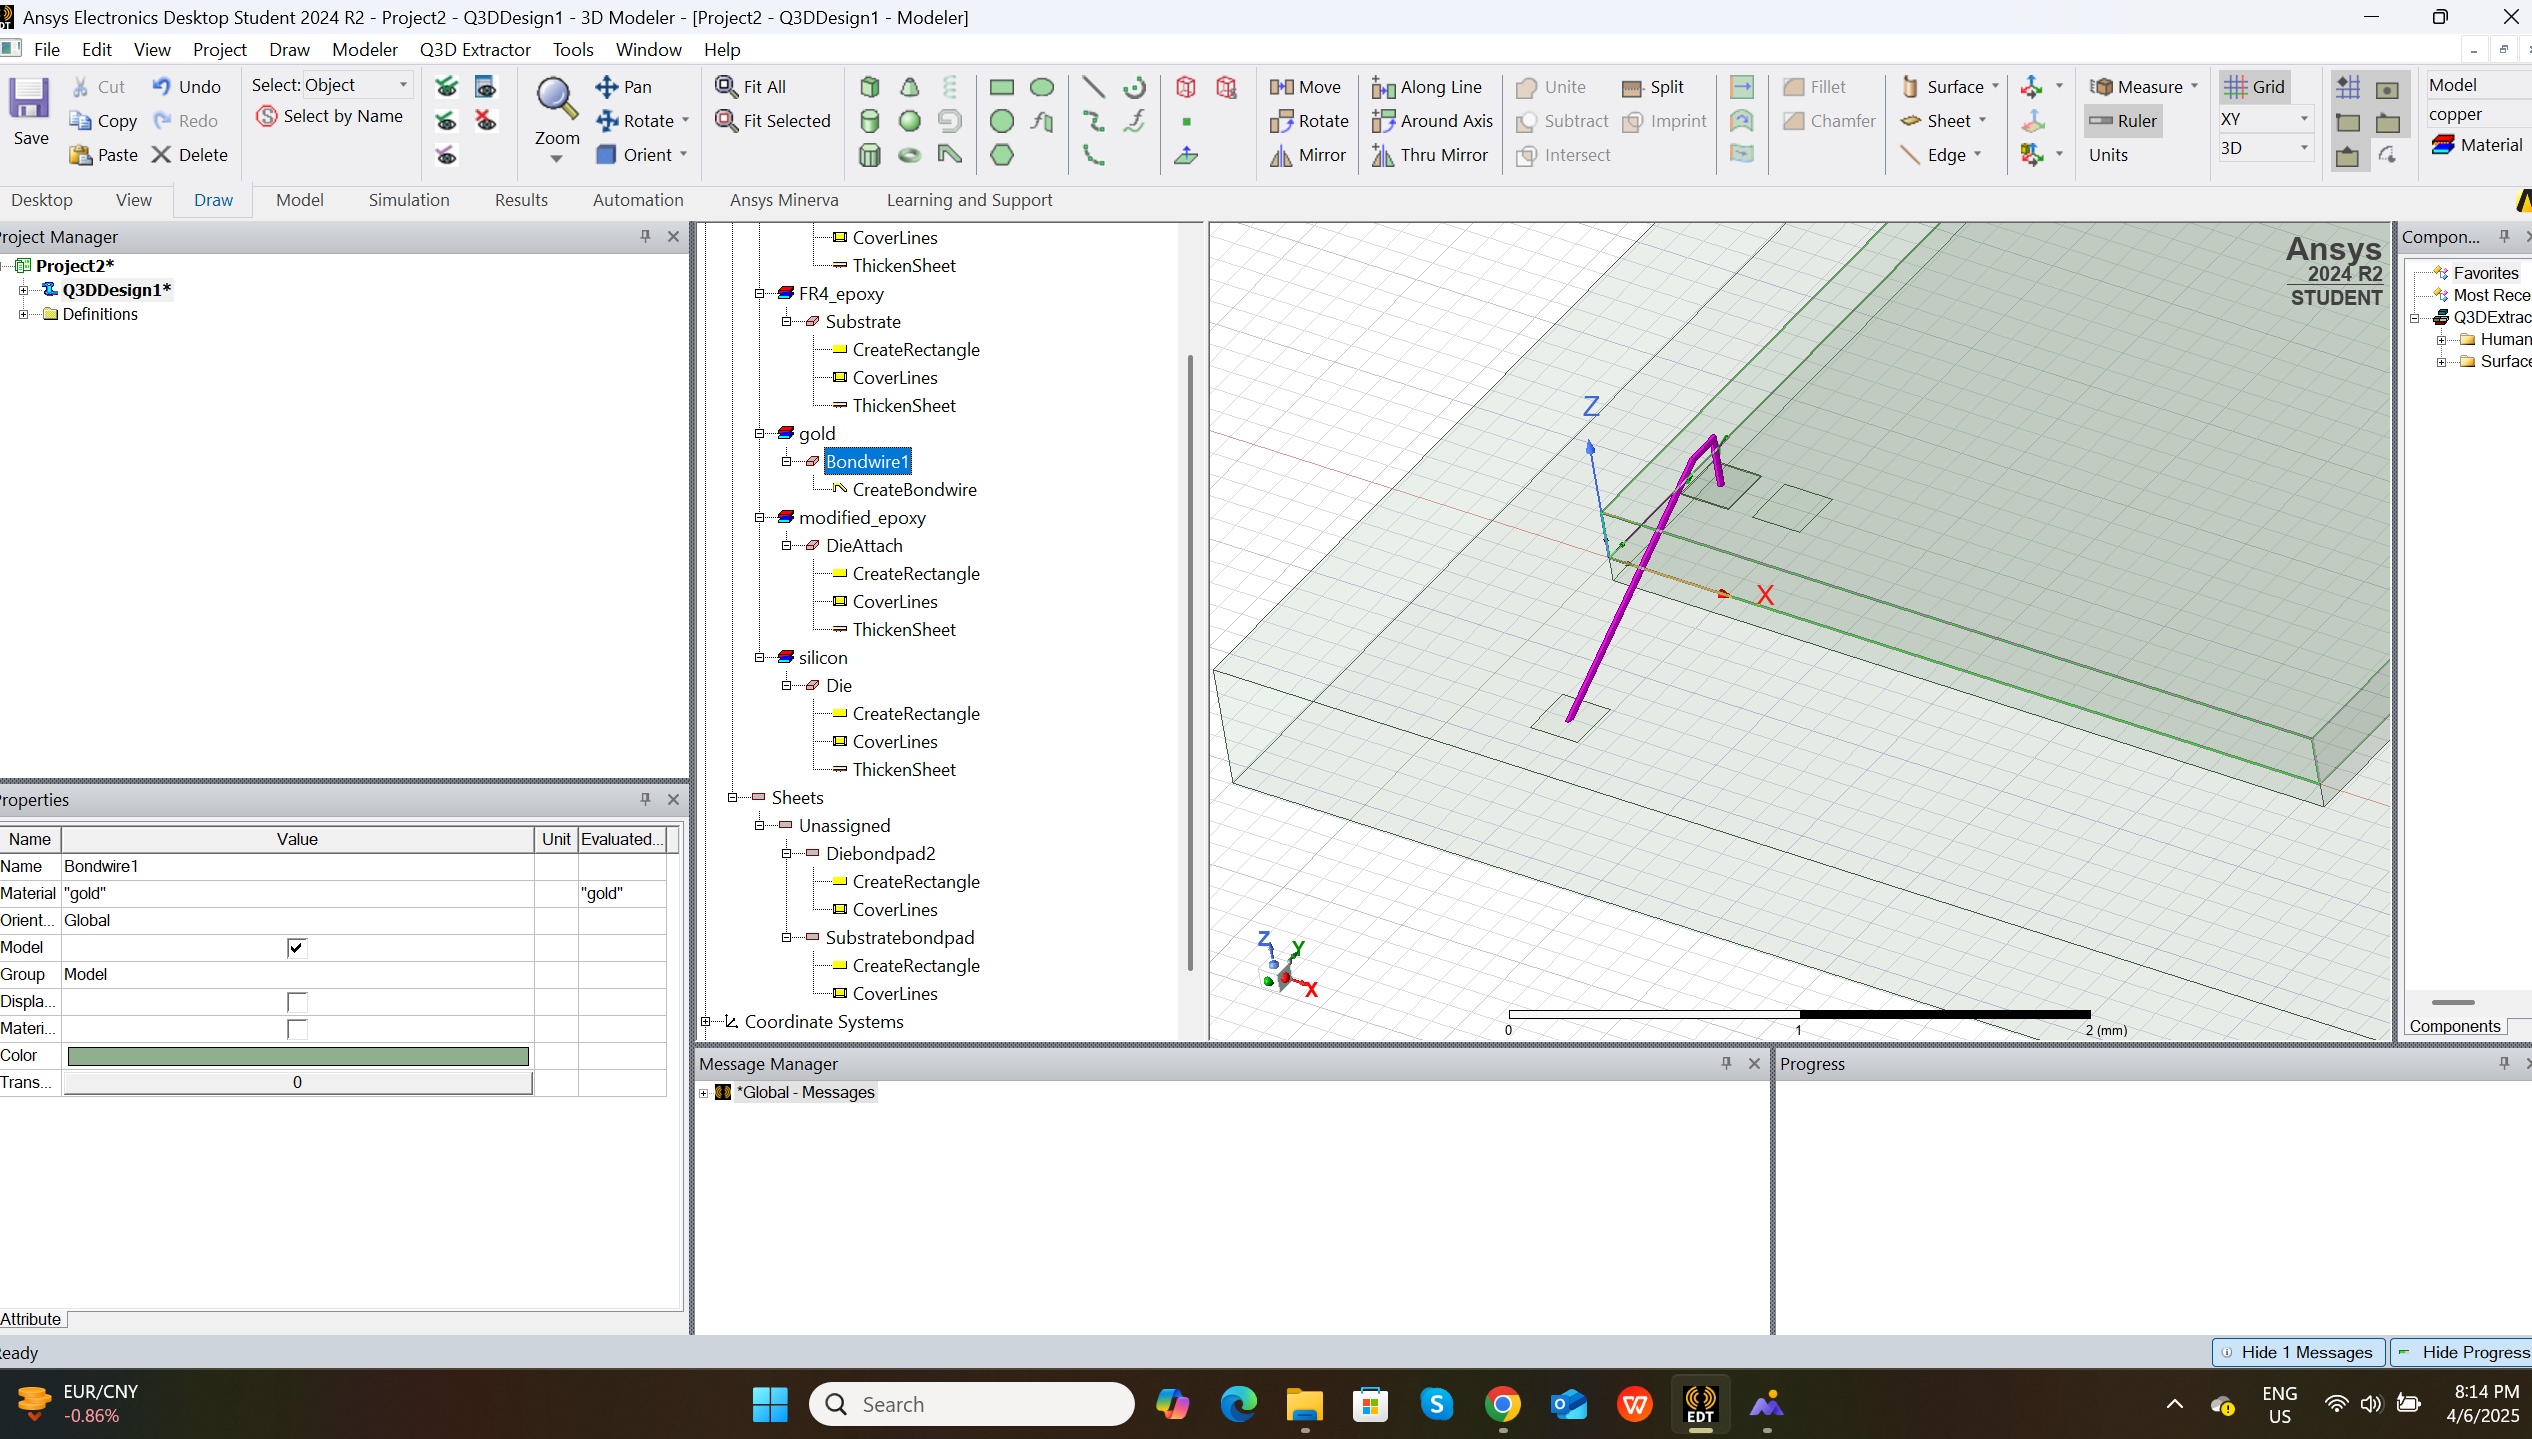 Ansys Electronics Desktop Student 2024 R2 - Project2 - Q3DDesign1 - 3D Modeler - [Project2 - Q3DDesign1 - Modeler]
File Edit View Project Draw Modeler Q3D Extractor Tools Window Help
Save
Cut
Copy
Paste
Undo
Redo
Delete
Select: Object
Select by Name
Zoom
Pan
Rotate
Orient
Fit All
Fit Selected
Move
Rotate
Mirror
Along Line
Around Axis
Thru Mirror
Unite
Subtract
Intersect
Split
Imprint
Fillet
Chamfer
Surface
Sheet
Edge
Measure
Ruler
Units
Grid
XY
3D
Model
copper
Material
Desktop View Draw Model Simulation Results Automation Ansys Minerva Learning and Support
roject Manager
Project2*
Q3DDesign1*
Definitions
roperties
Name Value Unit Evaluated...
Name Bondwire1
Material "gold" "gold"
Orient... Global
Model
Group Model
Displa...
Materi...
Color
Trans... 0
Attribute
CoverLines
ThickenSheet
FR4_epoxy
Substrate
CreateRectangle
CoverLines
ThickenSheet
gold
Bondwire1
CreateBondwire
modified_epoxy
DieAttach
CreateRectangle
CoverLines
ThickenSheet
silicon
Die
CreateRectangle
CoverLines
ThickenSheet
Sheets
Unassigned
Diebondpad2
CreateRectangle
CoverLines
Substratebondpad
CreateRectangle
CoverLines
Coordinate Systems
Ansys
2024 R2
STUDENT
Z
X
Z
Y
X
0 1 2 (mm)
Compon...
Favorites
Most Rece
Q3DExtrac
Human
Surface
Components
Message Manager
*Global - Messages
Progress
eady
Hide 1 Messages
Hide Progress
EUR/CNY
-0.86%
Search
EDT
ENG
US
8:14 PM
4/6/2025